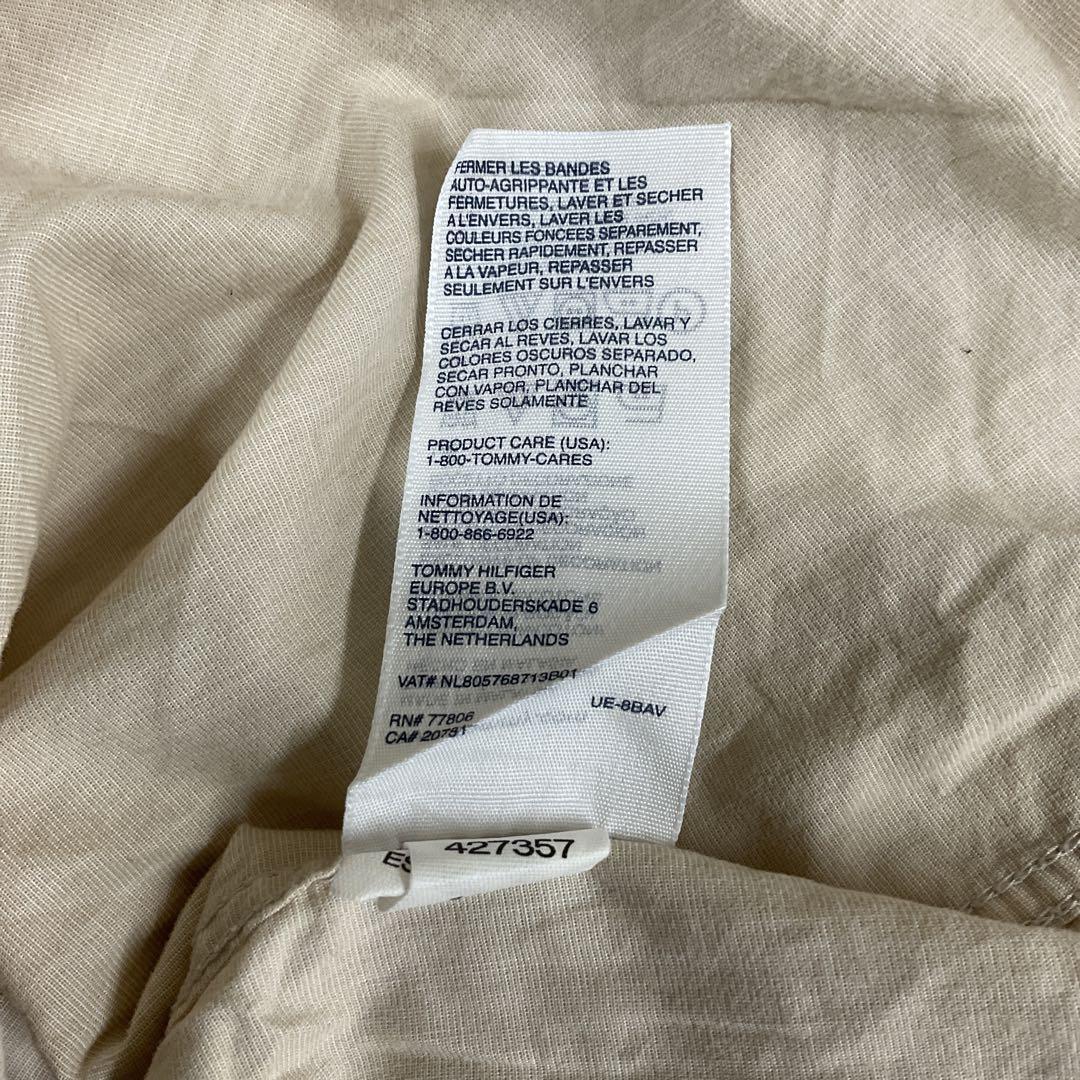 FERMER LES BANDES
AUTO-AGRIPPANTE ET LES
FERMETURES, LAVER ET SECHER
A L'ENVERS, LAVER LES
COULEURS FONCEES SEPAREMENT,
SECHER RAPIDEMENT, REPASSER
A LA VAPEUR, REPASSER
SEULEMENT SUR L'ENVERS
CERRAR LOS CIERRES, LAVAR Y
SECAR AL REVES, LAVAR LOS
COLORES OSCUROS SEPARADO,
SECAR PRONTO, PLANCHAR
CON VAPOR, PLANCHAR DEL
REVES SOLAMENTE
PRODUCT CARE (USA):
1-800-TOMMY-CARES
INFORMATION DE
NETTOYAGE(USA):
1-800-866-6922
TOMMY HILFIGER
EUROPE B.V.
STADHOUDERSKADE 6
AMSTERDAM,
THE NETHERLANDS
VAT# NL805768713B01
UE-8BAV
RN# 77806
CA# 20781
ES 427357